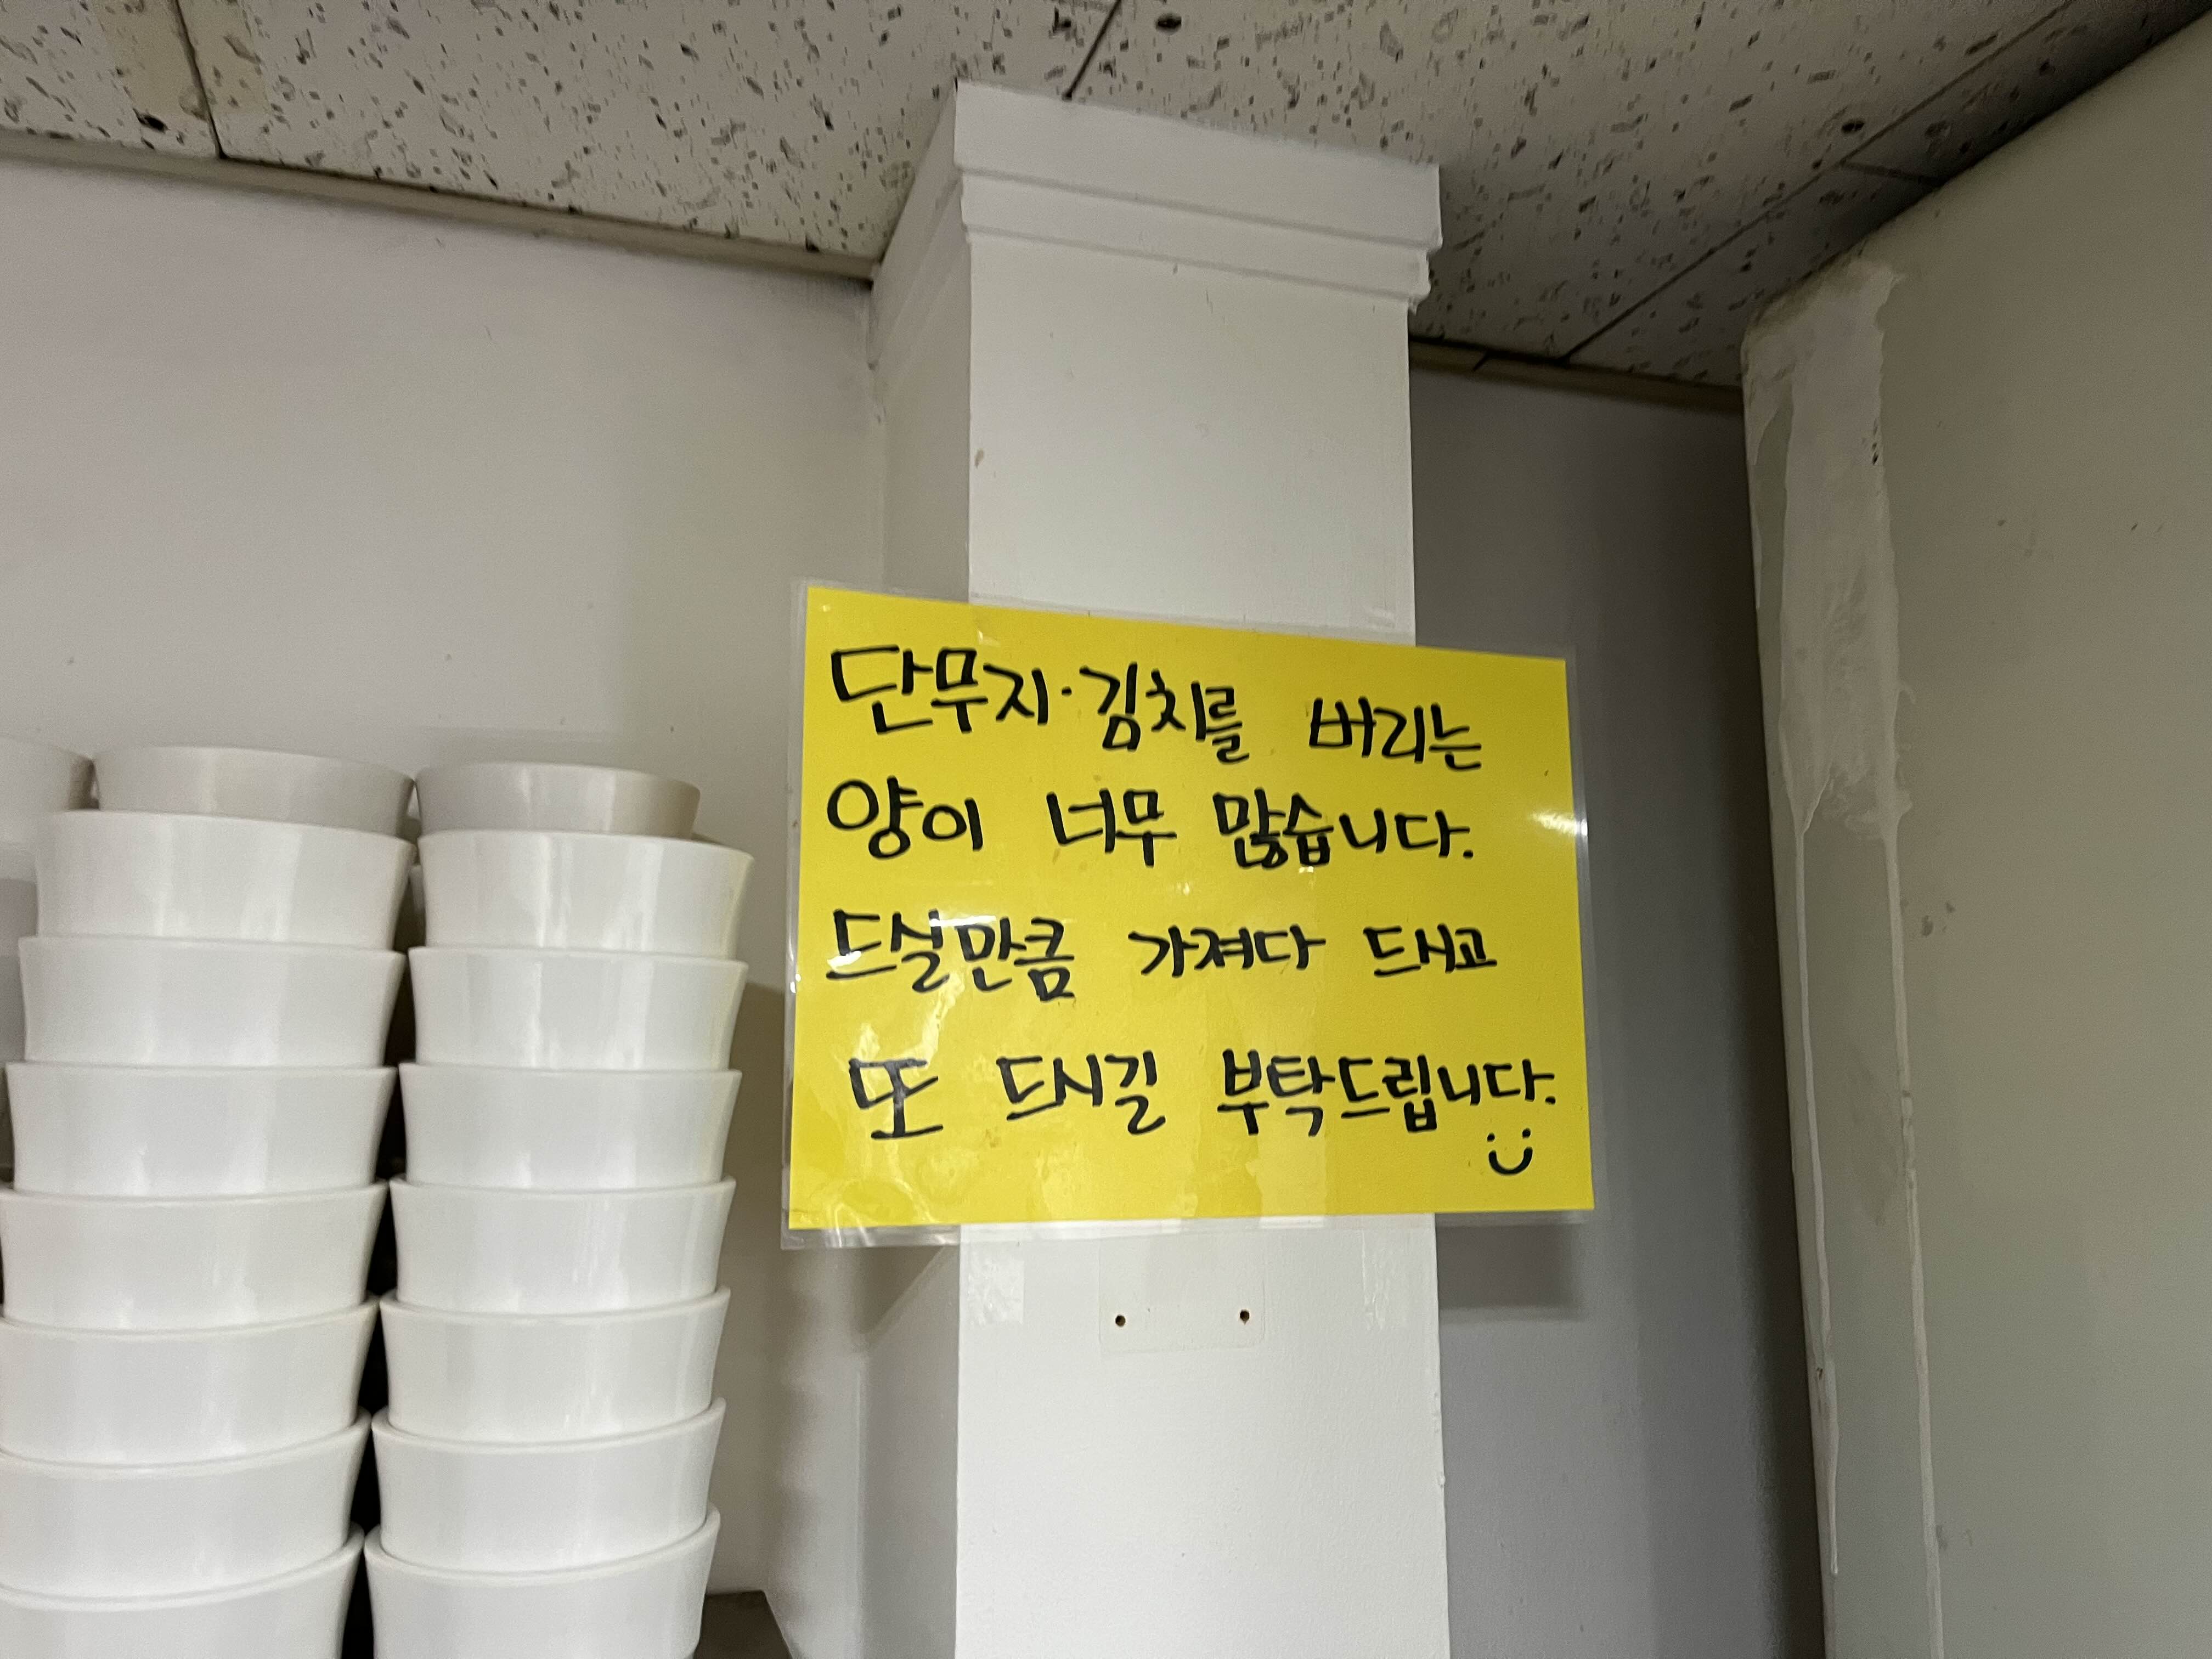 단무지·김치를 버리는
양이 너무 많습니다.
드실만큼 가져다 드시고
또 드시길 부탁드립니다.